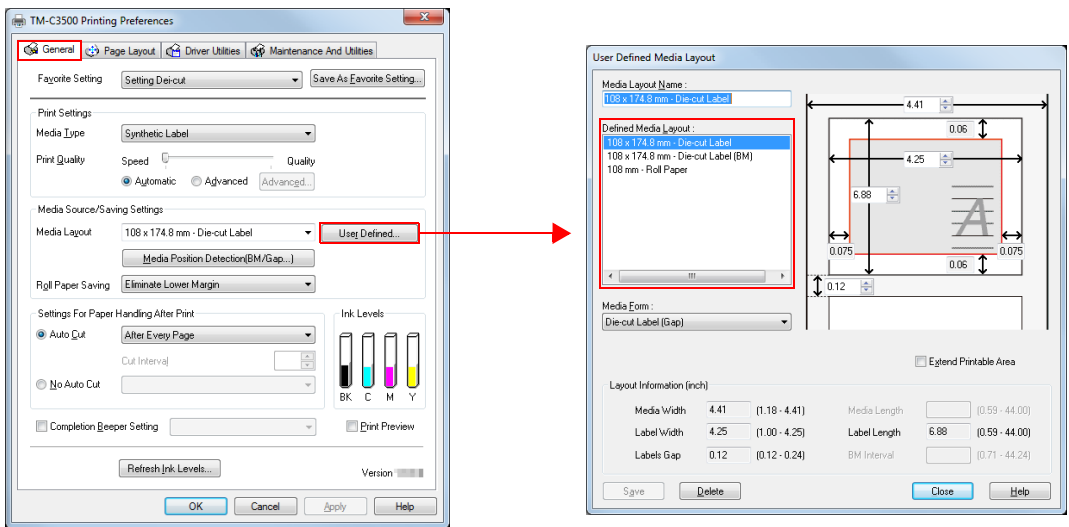 TM-C3500 Printing Preferences
General Page Layout Driver Utilities Maintenance And Utilities
Favorite Setting Setting Dei-cut Save As Favorite Setting...
Print Settings
Media Type Synthetic Label
Print Quality Speed Quality
Automatic Advanced Advanced...
Media Source/Saving Settings
Media Layout 108 x 174.8 mm - Die-cut Label User Defined...
Media Position Detection(BM/Gap...)
Roll Paper Saving Eliminate Lower Margin
Settings For Paper Handling After Print
Auto Cut After Every Page
Cut Interval
No Auto Cut
Ink Levels
BK C M Y
Completion Beeper Setting Print Preview
Refresh Ink Levels... Version
OK Cancel Apply Help
User Defined Media Layout
Media Layout Name :
108 x 174.8 mm - Die-cut Label
Defined Media Layout :
108 x 174.8 mm - Die-cut Label
108 x 174.8 mm - Die-cut Label (BM)
108 mm - Roll Paper
Media Form :
Die-cut Label (Gap)
4.41
0.06
4.25
6.88
A
0.075 0.075
0.06
0.12
Extend Printable Area
Layout Information (inch)
Media Width 4.41 (1.18 - 4.41) Media Length (0.59 - 44.00)
Label Width 4.25 (1.00 - 4.25) Label Length 6.88 (0.59 - 44.00)
Labels Gap 0.12 (0.12 - 0.24) BM Interval (0.71 - 44.24)
Save Delete Close Help